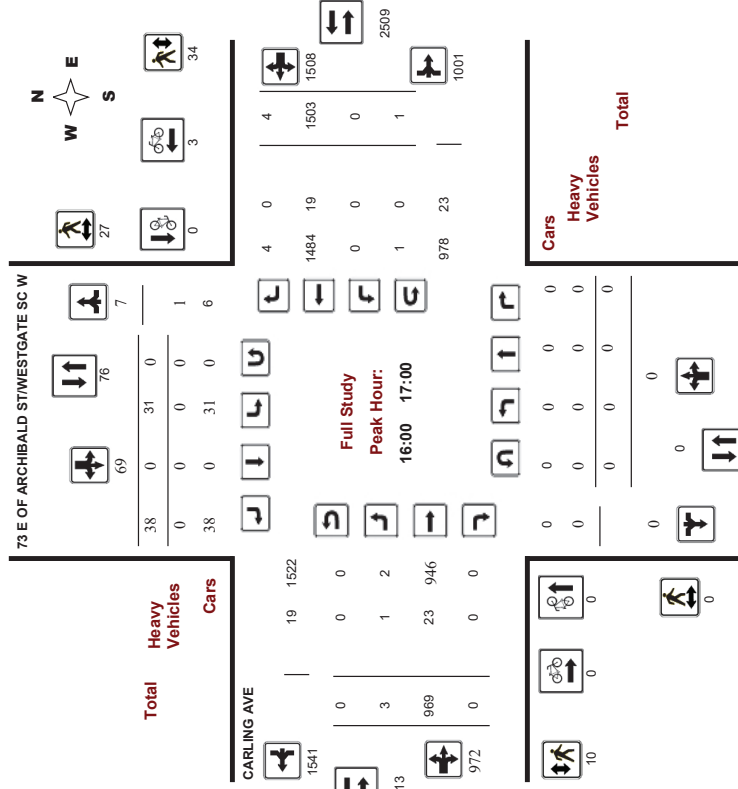 73 E OF ARCHIBALD ST/WESTGATE SC W
N
W E
S
69 76 7
27
0 3 34
Total 38 0 31 0
Heavy
Vehicles 0 0 0 0 1
Cars 38 0 31 0 6
CARLING AVE
1541 19 1522
0 0 0
3 1 2
969 23 946
0 0 0
972
13
Full Study
Peak Hour:
16:00 17:00
4 0 4
1484 19 1503
0 0 0
1 0 1
978 23
1508
2509
1001
10 0 0
0
0 0 0 0 0 Cars
0 0 0 0 0 Heavy
Vehicles
0 0 0 0 Total
0 0 0